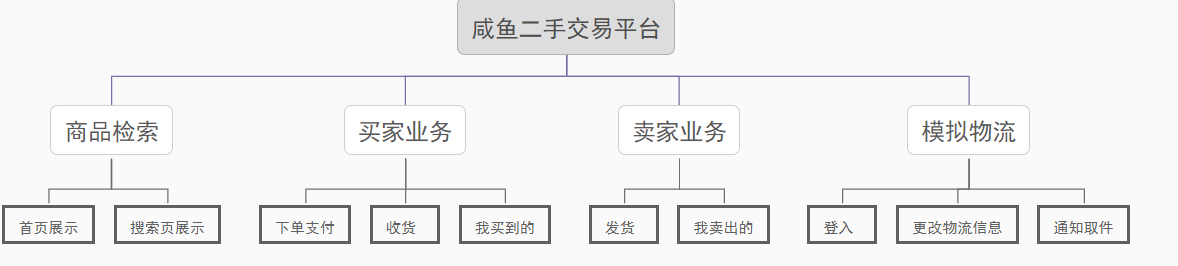 咸鱼二手交易平台
商品检索
买家业务
卖家业务
模拟物流
首页展示
搜索页展示
下单支付
收货
我买到的
发货
我卖出的
登入
更改物流信息
通知取件